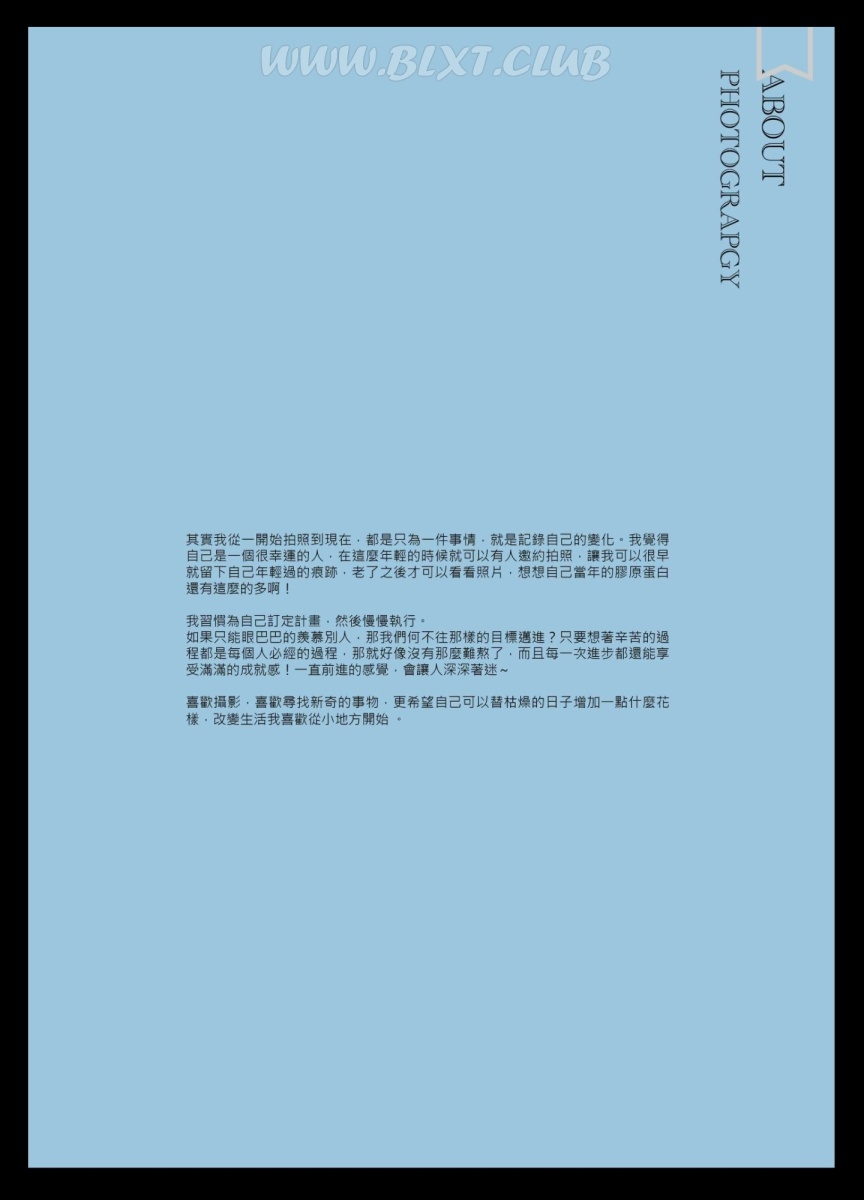 WWW.BLXT.CLUB
ABOUT
PHOTOGRAPGY
其實我從一開始拍照到現在，都是只為一件事情，就是記錄自己的變化。我覺得
自己是一個很幸運的人，在這麼年輕的時候就可以有人邀約拍照，讓我可以很早
就留下自己年輕過的痕跡，老了之後才可以看看照片，想想自己當年的膠原蛋白
還有這麼的多啊！
我習慣為自己訂定計畫，然後慢慢執行。
如果只能眼巴巴的羨慕別人，那我們何不往那樣的目標邁進？只要想著辛苦的過
程都是每個人必經的過程，那就好像沒有那麼難熬了，而且每一次進步都還能享
受滿滿的成就感！一直前進的感覺，會讓人深深著迷～
喜歡攝影，喜歡尋找新奇的事物，更希望自己可以替枯燥的日子增加一點什麼花
樣，改變生活我喜歡從小地方開始 。